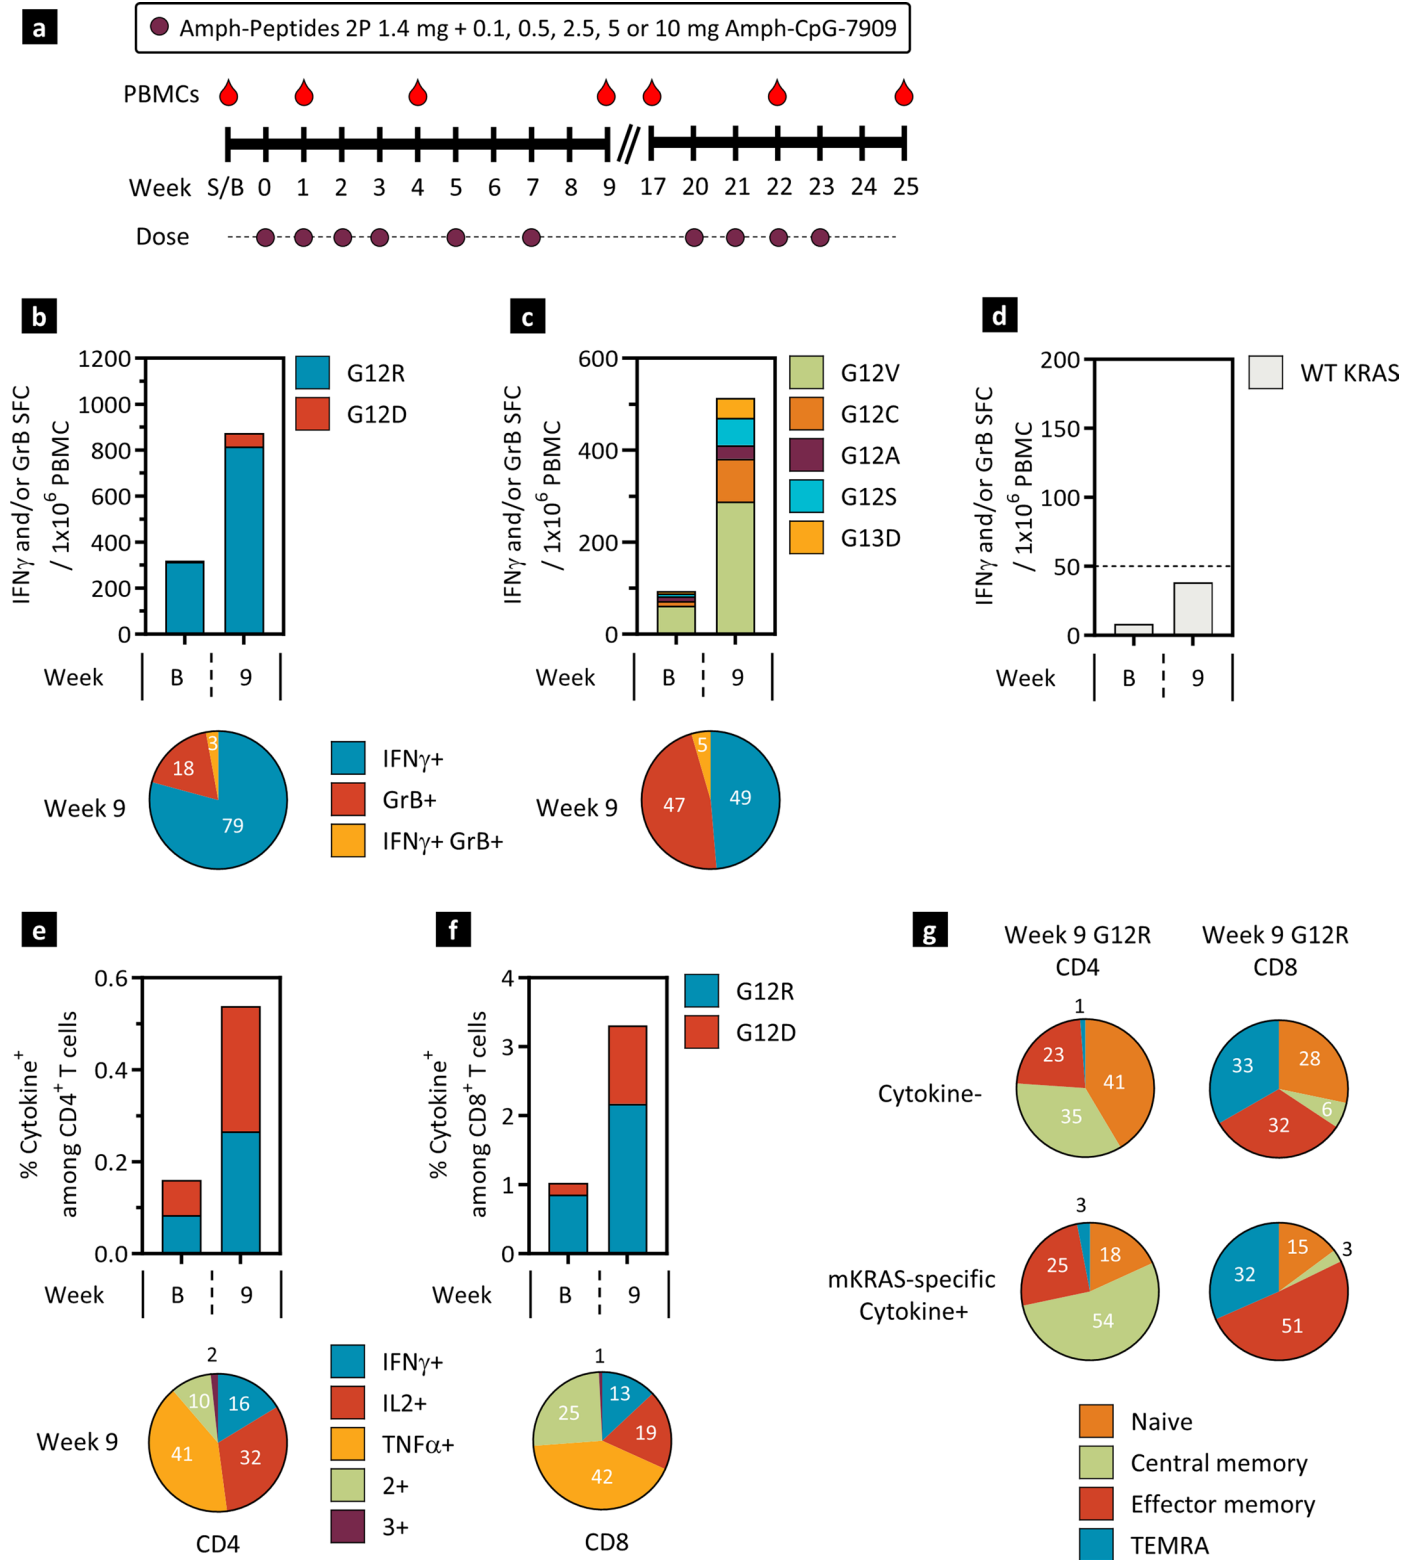 a
Amph-Peptides 2P 1.4 mg + 0.1, 0.5, 2.5, 5 or 10 mg Amph-CpG-7909
PBMCs
Week S/B 0 1 2 3 4 5 6 7 8 9 17 20 21 22 23 24 25
Dose
b
IFNγ and/or GrB SFC
/ 1x10⁶ PBMC
1200
1000
800
600
400
200
0
G12R
G12D
Week B 9
Week 9
3
18
79
IFNγ+
GrB+
IFNγ+ GrB+
c
IFNγ and/or GrB SFC
/ 1x10⁶ PBMC
600
400
200
0
G12V
G12C
G12A
G12S
G13D
Week B 9
Week 9
5
47
49
d
IFNγ and/or GrB SFC
/ 1x10⁶ PBMC
200
150
100
50
0
WT KRAS
Week B 9
e
% Cytokine⁺
among CD4⁺ T cells
0.6
0.4
0.2
0.0
Week B 9
Week 9
2
10
16
41
32
CD4
IFNγ+
IL2+
TNFα+
2+
3+
f
% Cytokine⁺
among CD8⁺ T cells
4
3
2
1
0
G12R
G12D
Week B 9
1
13
25
19
42
CD8
g
Week 9 G12R
CD4
Week 9 G12R
CD8
Cytokine-
1
23
41
35
33
28
6
32
mKRAS-specific
Cytokine+
3
18
25
54
15
3
32
51
Naive
Central memory
Effector memory
TEMRA